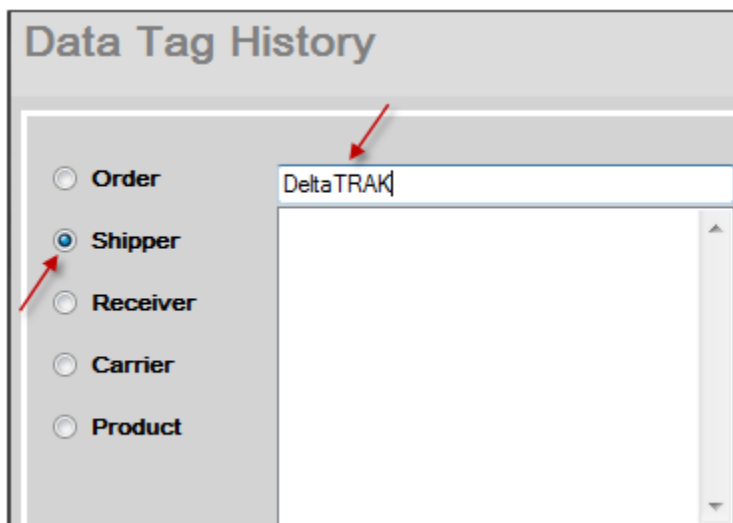 Data Tag History
Order
DeltaTRAK
Shipper
Receiver
Carrier
Product